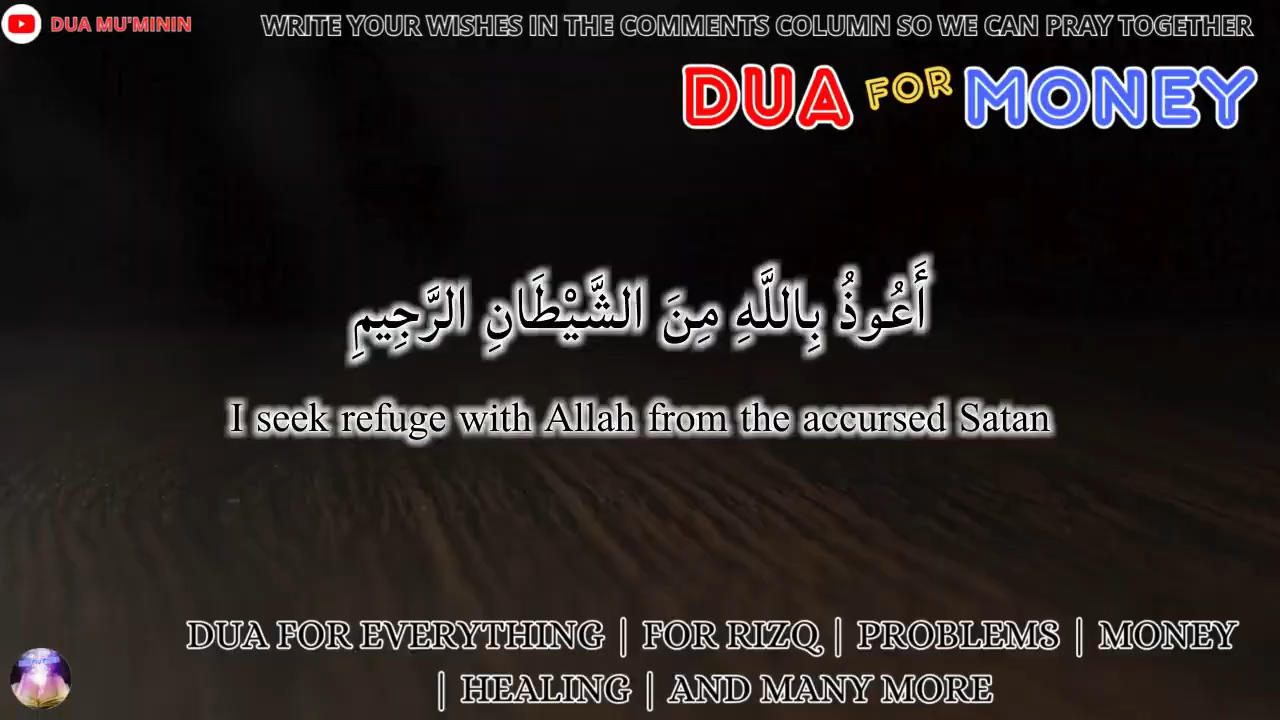 DUA MU'MININ
WRITE YOUR WISHES IN THE COMMENTS COLUMN SO WE CAN PRAY TOGETHER
DUA FOR MONEY
أَعُوذُ بِاللَّهِ مِنَ الشَّيْطَانِ الرَّجِيمِ
I seek refuge with Allah from the accursed Satan
DUA FOR EVERYTHING | FOR RIZQ | PROBLEMS | MONEY
| HEALING | AND MANY MORE